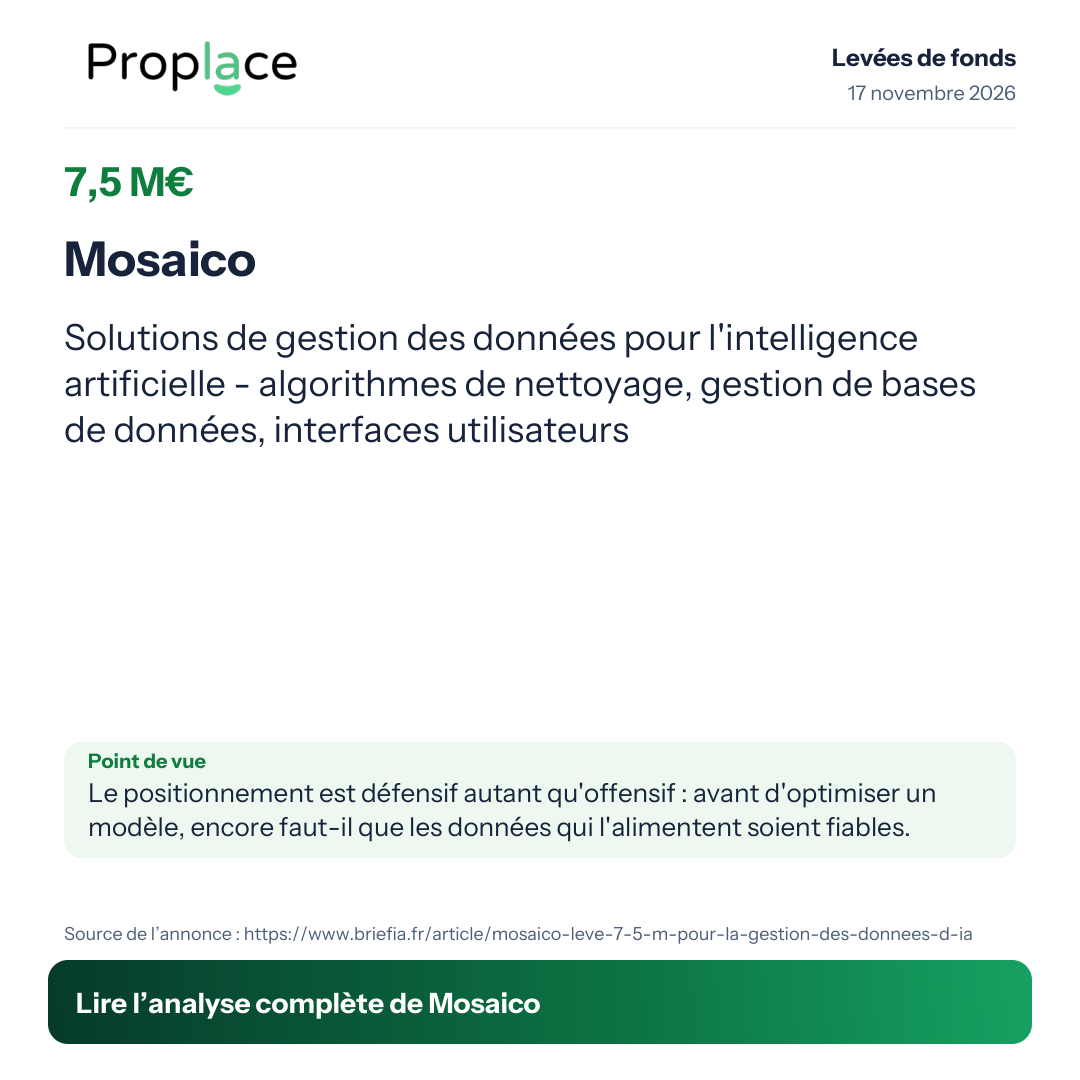 Proplace
Levées de fonds
17 novembre 2026
7,5 M€
Mosaico
Solutions de gestion des données pour l'intelligence
artificielle - algorithmes de nettoyage, gestion de bases
de données, interfaces utilisateurs
Point de vue
Le positionnement est défensif autant qu'offensif : avant d'optimiser un
modèle, encore faut-il que les données qui l'alimentent soient fiables.
Source de l’annonce : https://www.briefia.fr/article/mosaico-leve-7-5-m-pour-la-gestion-des-donnees-d-ia
Lire l’analyse complète de Mosaico